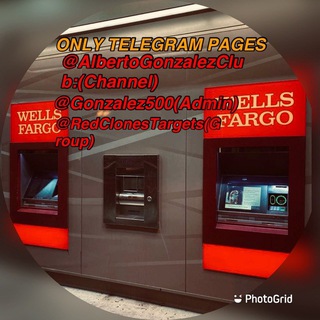 ONLY TELEGRAM PAGES
@AlbertoGonzalezClu
b:(Channel)
@Gonzalez500(Admin)
@RedClonesTargets(G
roup)
WELLS
FARGO
WELLS
FARGO
PhotoGrid